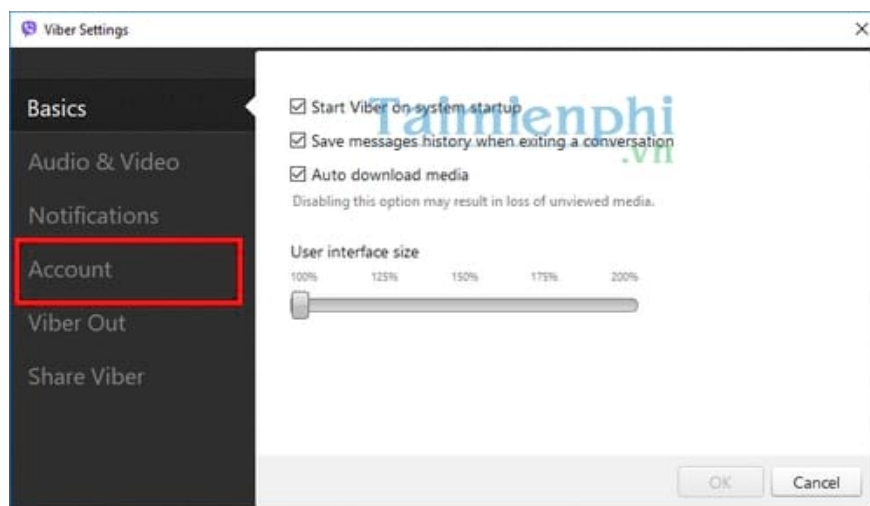 Viber Settings
Basics
Audio & Video
Notifications
Account
Viber Out
Share Viber
Start Viber on system startup
Save messages history when exiting a conversation
Auto download media
Disabling this option may result in loss of unviewed media.
User interface size
100% 125% 150% 175% 200%
OK Cancel
Taimienphi
.vn